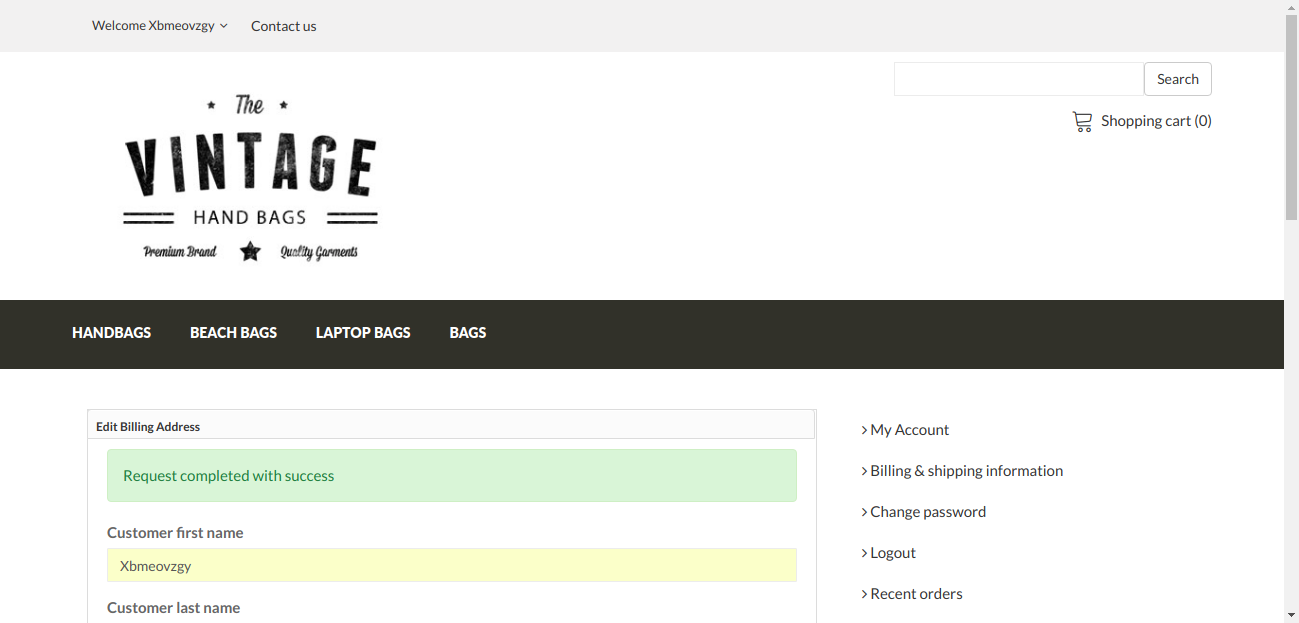 Welcome Xbmeovzgy
Contact us
Search
Shopping cart (0)
The
VINTAGE
HAND BAGS
Premium Brand
Quality Garments
HANDBAGS
BEACH BAGS
LAPTOP BAGS
BAGS
Edit Billing Address
Request completed with success
Customer first name
Xbmeovzgy
Customer last name
My Account
Billing & shipping information
Change password
Logout
Recent orders